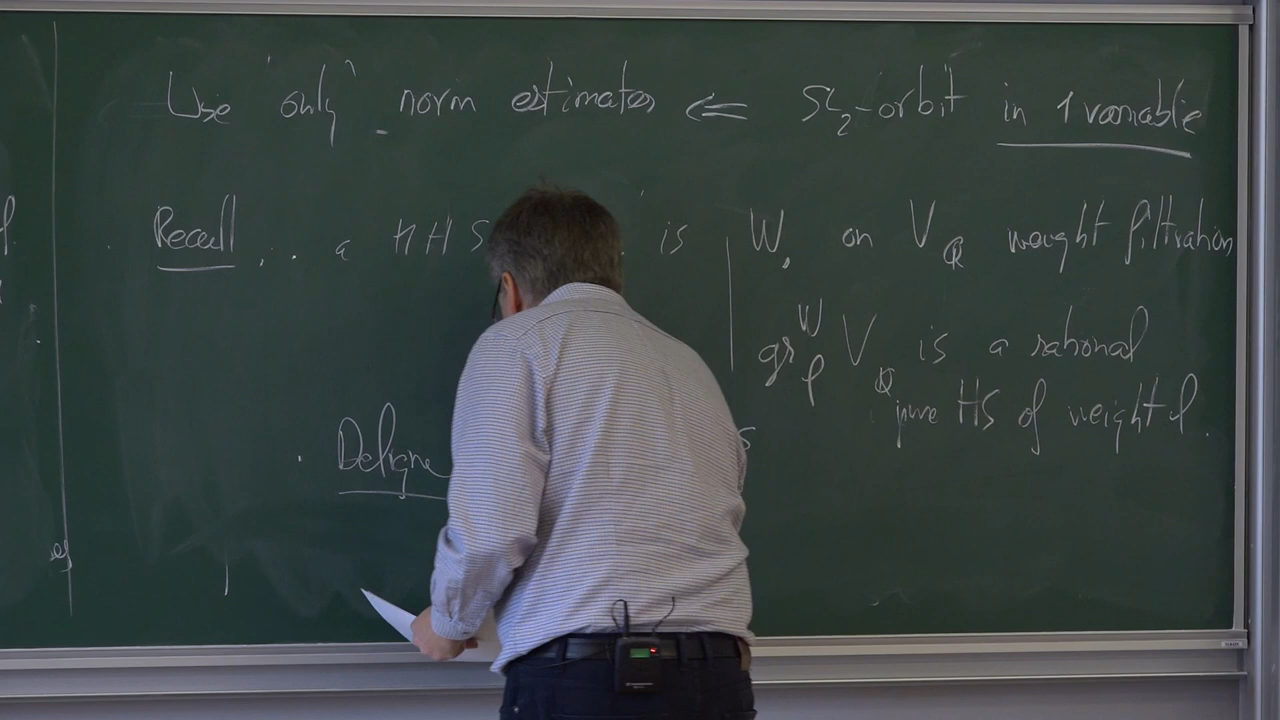 Use "only" norm estimates ⇐ SL₂-orbit in 1 variable
Recall ... a MHS is W. on V_ℚ weight filtration
gr^W_ℓ V_ℚ is a rational
pure HS of weight ℓ.
Deligne